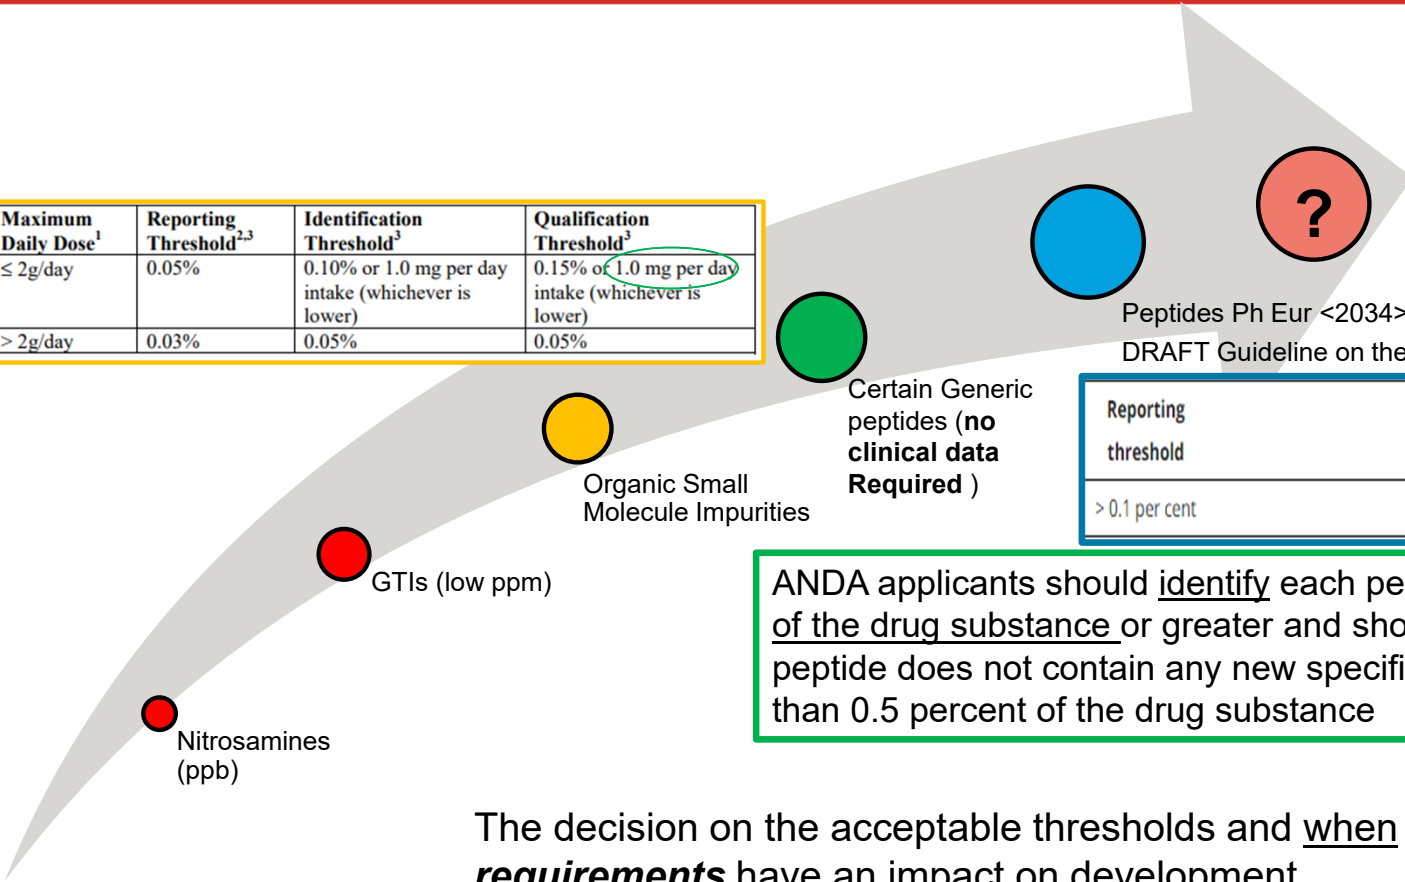 Maximum Daily Dose1 | Reporting Threshold2,3 | Identification Threshold3 | Qualification Threshold3
≤ 2g/day | 0.05% | 0.10% or 1.0 mg per day intake (whichever is lower) | 0.15% or 1.0 mg per day intake (whichever is lower)
> 2g/day | 0.03% | 0.05% | 0.05%
?
Peptides Ph Eur <2034>
DRAFT Guideline on the
Reporting
threshold
> 0.1 per cent
Certain Generic
peptides (no
clinical data
Required )
Organic Small
Molecule Impurities
GTIs (low ppm)
Nitrosamines
(ppb)
ANDA applicants should identify each pe
of the drug substance or greater and sho
peptide does not contain any new specifi
than 0.5 percent of the drug substance
The decision on the acceptable thresholds and when
requirements have an impact on development